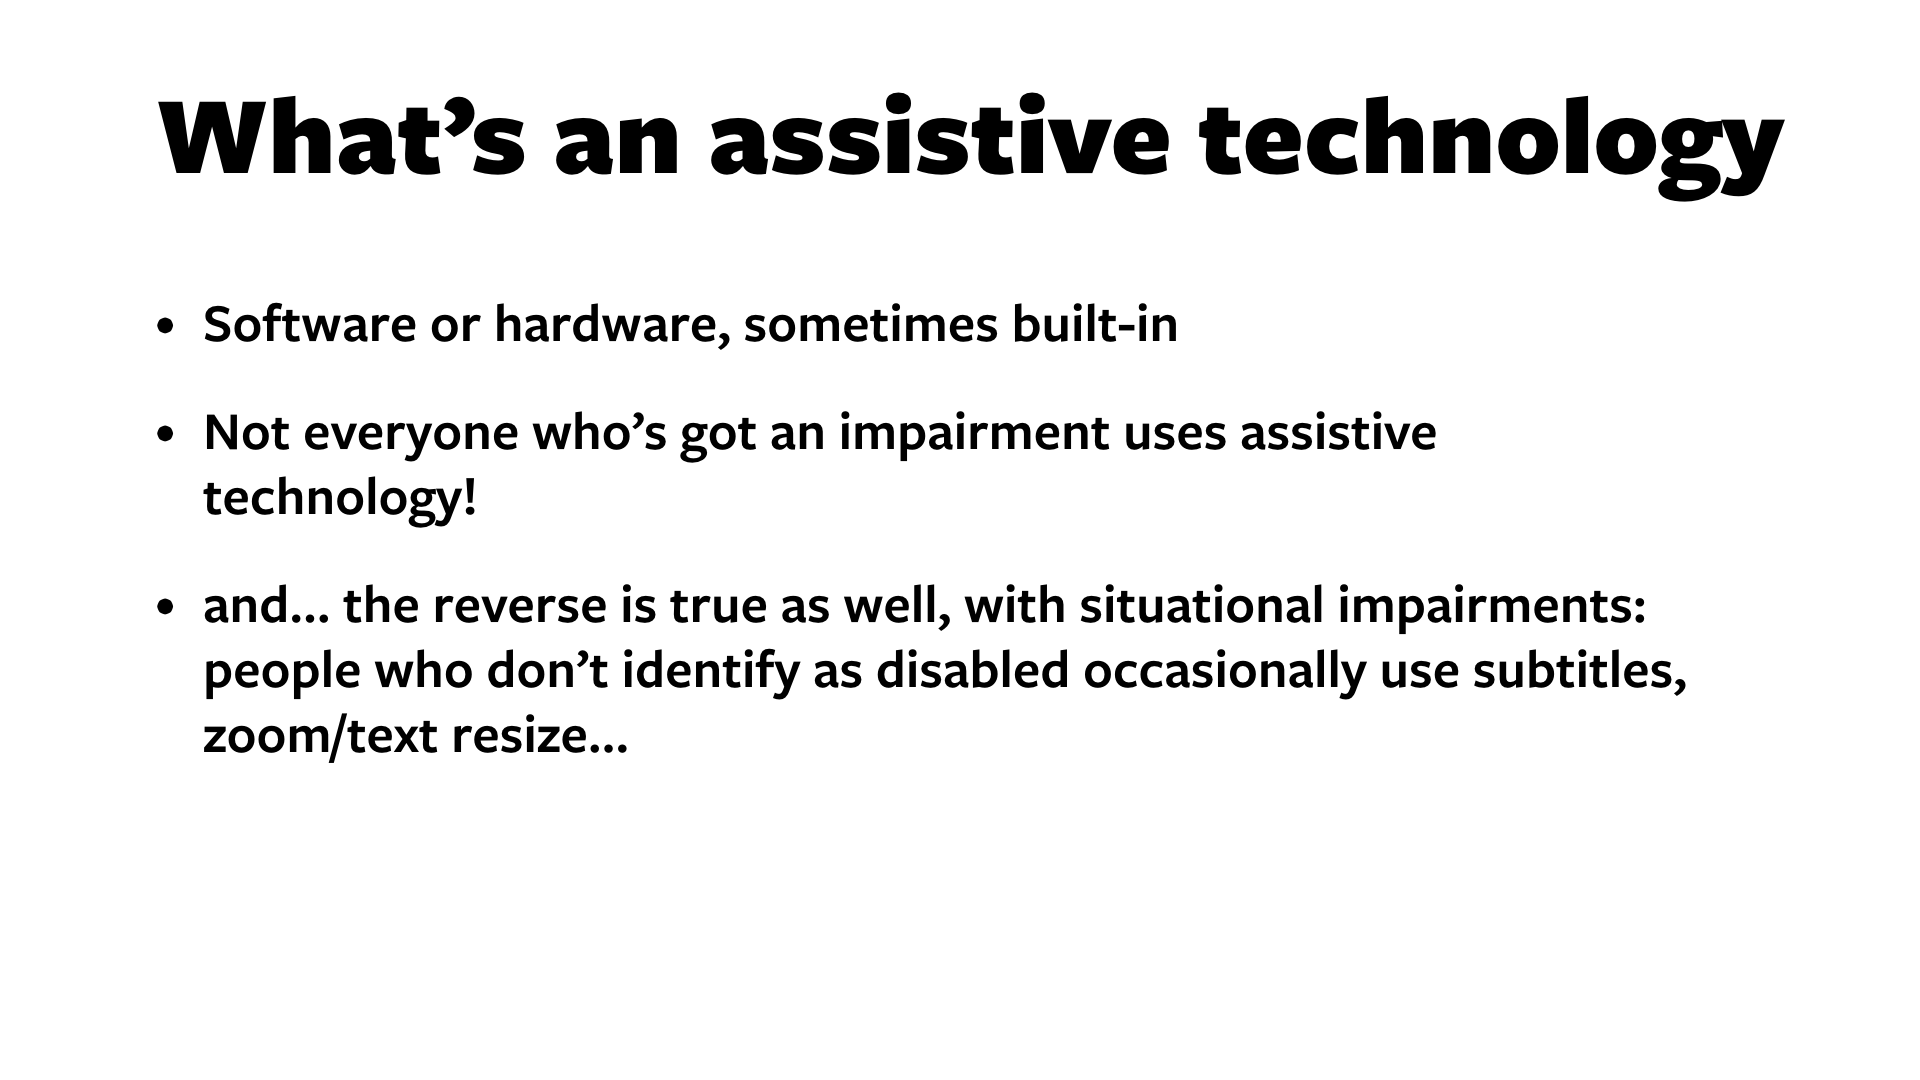 What’s an assistive technology
• Software or hardware, sometimes built-in
• Not everyone who’s got an impairment uses assistive
technology!
• and… the reverse is true as well, with situational impairments:
people who don’t identify as disabled occasionally use subtitles,
zoom/text resize…